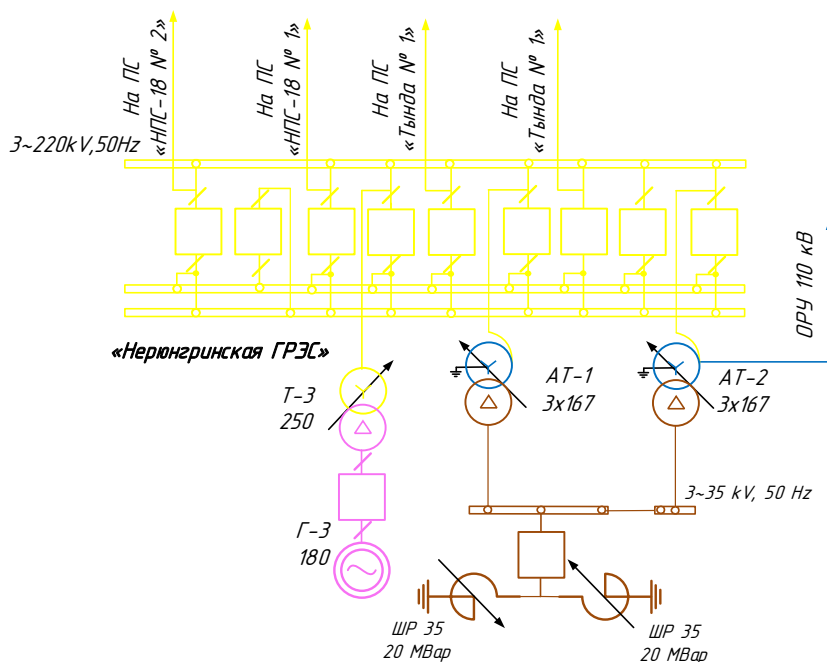 На ПС
«НПС-18 № 2»
На ПС
«НПС-18 № 1»
На ПС
«Тында № 1»
На ПС
«Тында № 1»
3~220kV,50Hz
ОРУ 110 кВ
«Нерюнгринская ГРЭС»
Т-3
250
АТ-1
3x167
АТ-2
3x167
3~35 kV, 50 Hz
Г-3
180
ШР 35
20 МВар
ШР 35
20 МВар